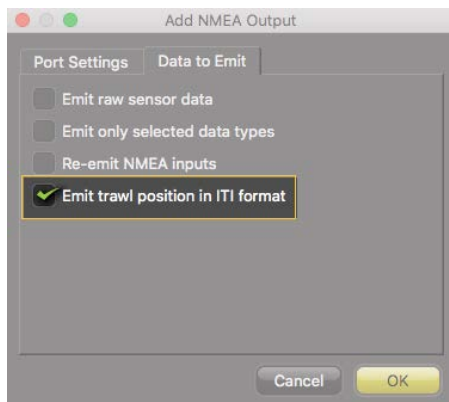 Add NMEA Output
Port Settings Data to Emit
Emit raw sensor data
Emit only selected data types
Re-emit NMEA inputs
Emit trawl position in ITI format
Cancel OK